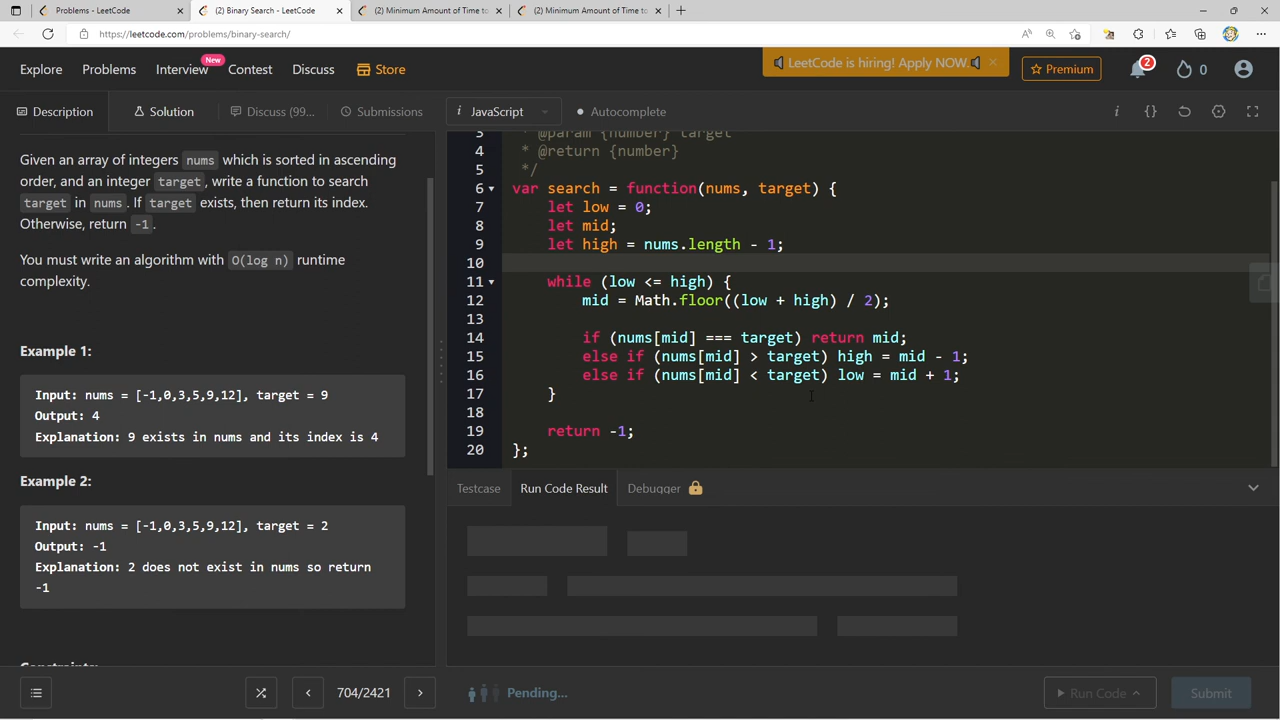 Problems - LeetCode
(2) Binary Search - LeetCode
(2) Minimum Amount of Time to
(2) Minimum Amount of Time to
https://leetcode.com/problems/binary-search/
Explore
Problems
Interview
New
Contest
Discuss
Store
LeetCode is hiring! Apply NOW.
Premium
2
0
Description
Solution
Discuss (99...
Submissions
i
JavaScript
Autocomplete
Given an array of integers nums which is sorted in ascending
order, and an integer target, write a function to search
target in nums. If target exists, then return its index.
Otherwise, return -1.
You must write an algorithm with O(log n) runtime
complexity.
Example 1:
Input: nums = [-1,0,3,5,9,12], target = 9
Output: 4
Explanation: 9 exists in nums and its index is 4
Example 2:
Input: nums = [-1,0,3,5,9,12], target = 2
Output: -1
Explanation: 2 does not exist in nums so return
-1
Constraints:
3 * @param {number} target
4 * @return {number}
5 */
6 var search = function(nums, target) {
7 let low = 0;
8 let mid;
9 let high = nums.length - 1;
10
11 while (low <= high) {
12 mid = Math.floor((low + high) / 2);
13
14 if (nums[mid] === target) return mid;
15 else if (nums[mid] > target) high = mid - 1;
16 else if (nums[mid] < target) low = mid + 1;
17 }
18
19 return -1;
20 };
Testcase
Run Code Result
Debugger
704/2421
Pending...
Run Code
Submit